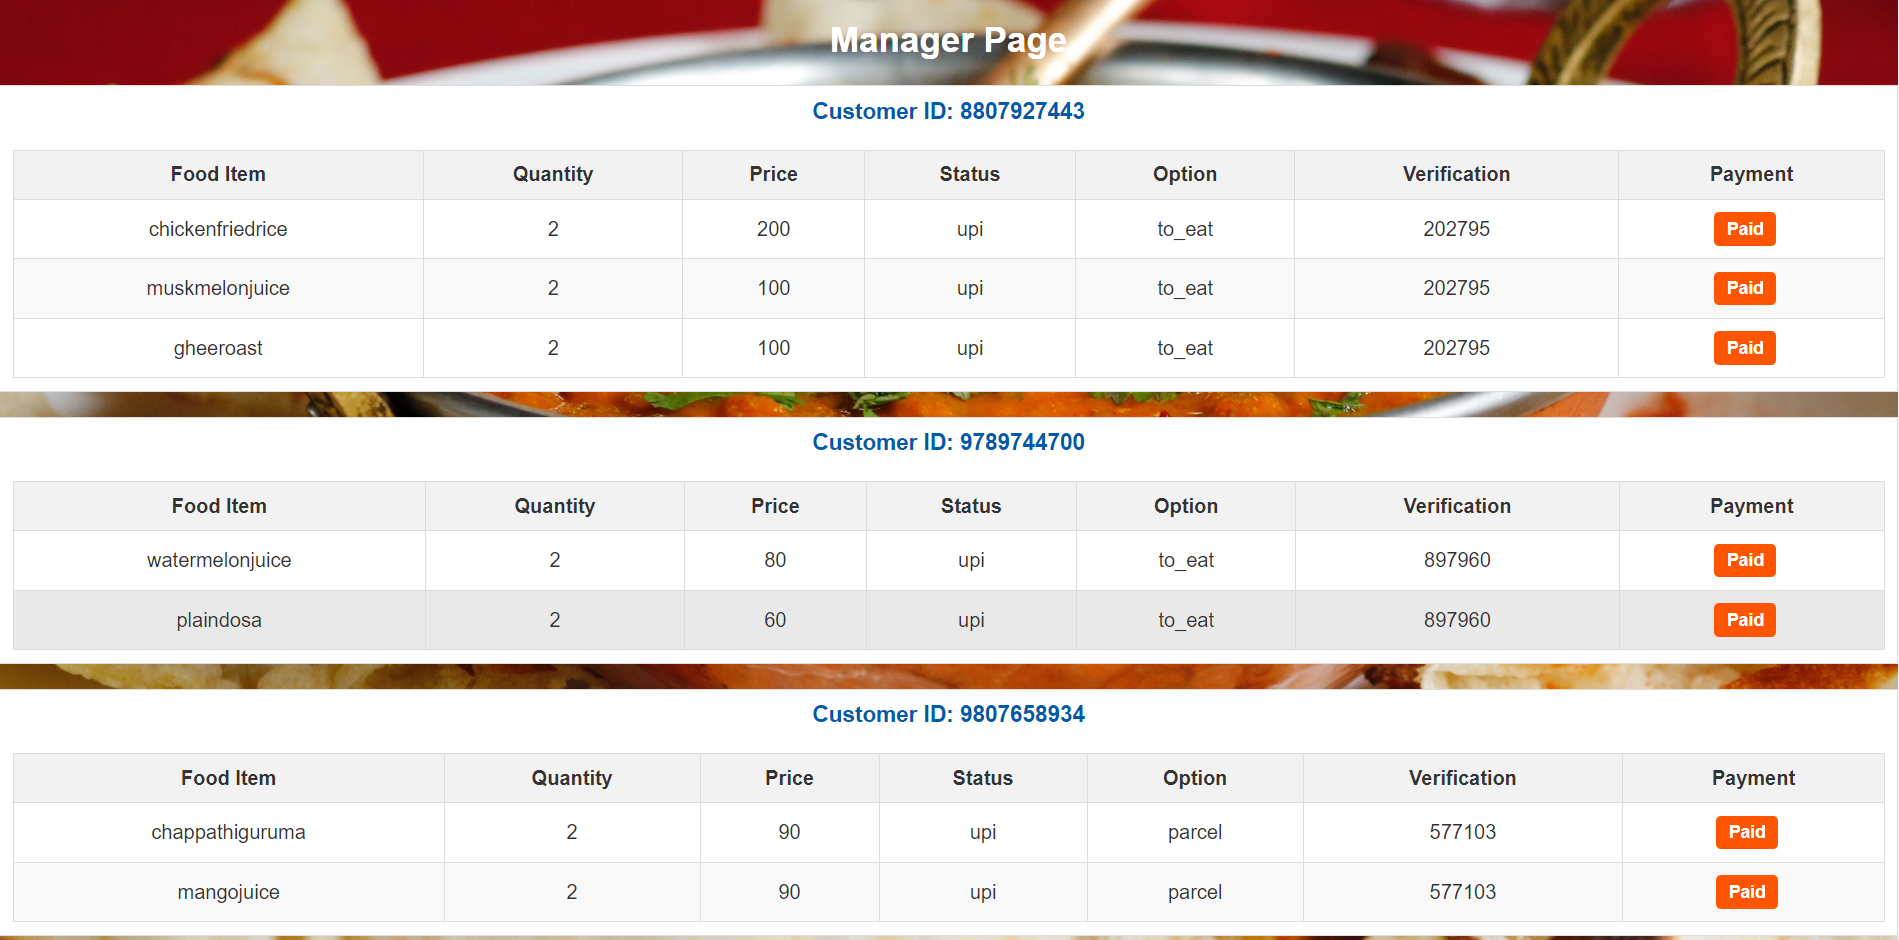 Manager Page
Customer ID: 8807927443
Food Item Quantity Price Status Option Verification Payment
chickenfriedrice 2 200 upi to_eat 202795 Paid
muskmelonjuice 2 100 upi to_eat 202795 Paid
gheeroast 2 100 upi to_eat 202795 Paid
Customer ID: 9789744700
Food Item Quantity Price Status Option Verification Payment
watermelonjuice 2 80 upi to_eat 897960 Paid
plaindosa 2 60 upi to_eat 897960 Paid
Customer ID: 9807658934
Food Item Quantity Price Status Option Verification Payment
chappathiguruma 2 90 upi parcel 577103 Paid
mangojuice 2 90 upi parcel 577103 Paid